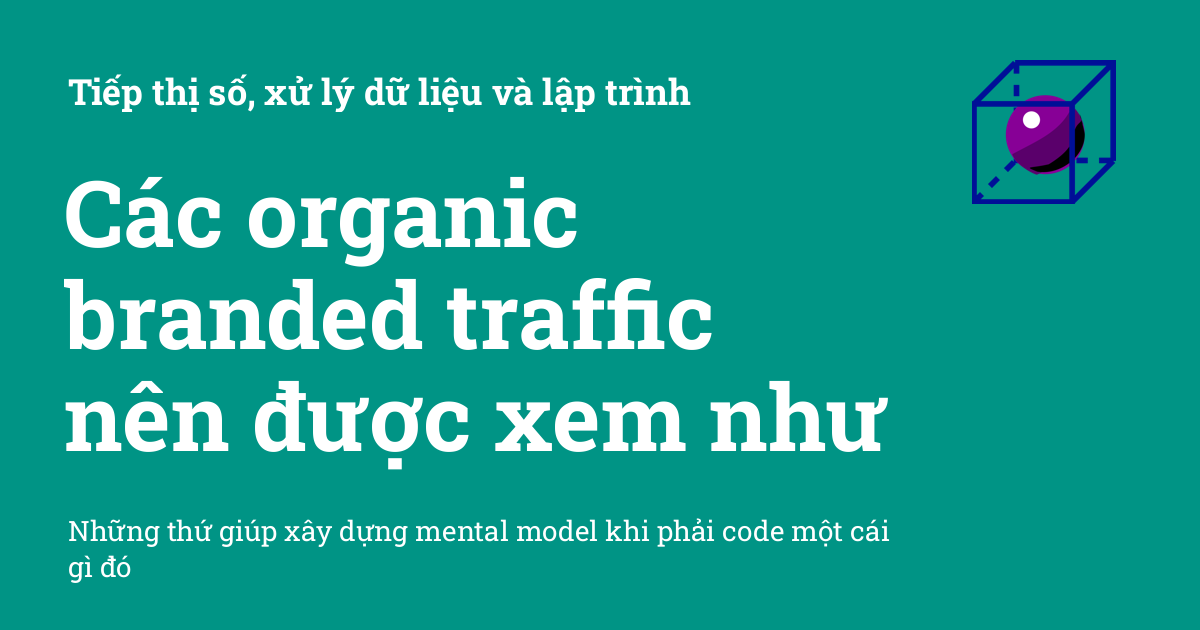 Tiếp thị số, xử lý dữ liệu và lập trình
Các organic
branded traffic
nên được xem như
Những thứ giúp xây dựng mental model khi phải code một cái
gì đó